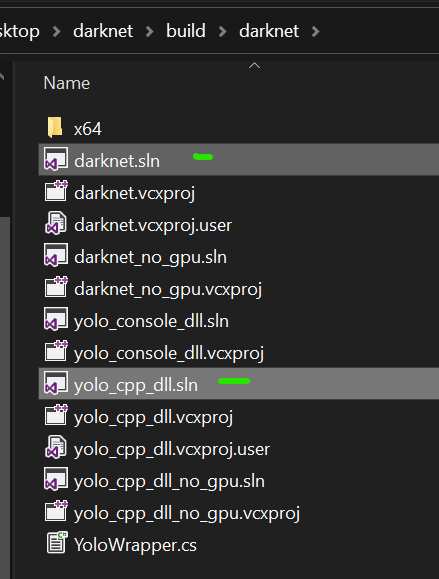 sktop > darknet > build > darknet >
Name
x64
darknet.sln
darknet.vcxproj
darknet.vcxproj.user
darknet_no_gpu.sln
darknet_no_gpu.vcxproj
yolo_console_dll.sln
yolo_console_dll.vcxproj
yolo_cpp_dll.sln
yolo_cpp_dll.vcxproj
yolo_cpp_dll.vcxproj.user
yolo_cpp_dll_no_gpu.sln
yolo_cpp_dll_no_gpu.vcxproj
YoloWrapper.cs